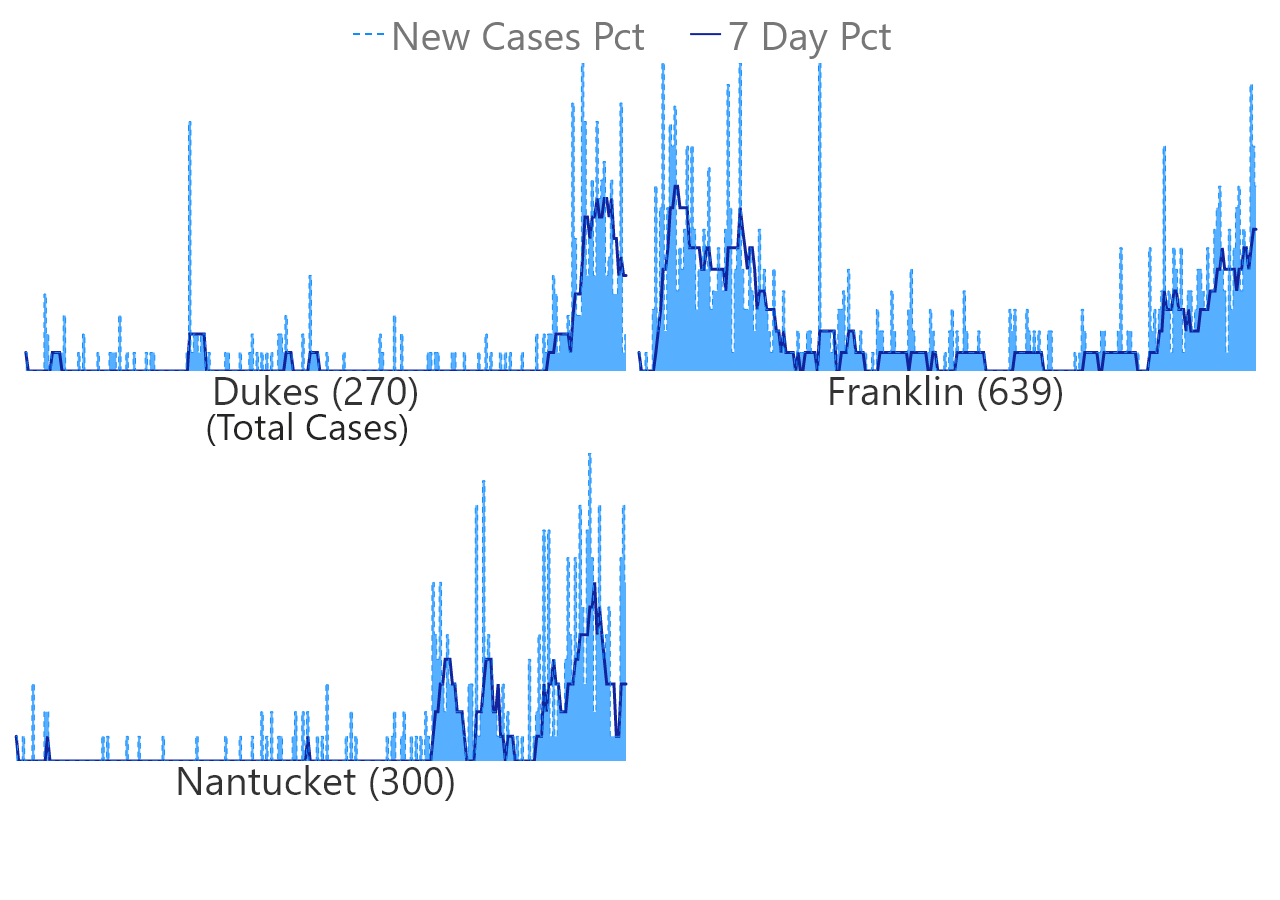 New Cases Pct 7 Day Pct
Dukes (270)
(Total Cases)
Franklin (639)
Nantucket (300)